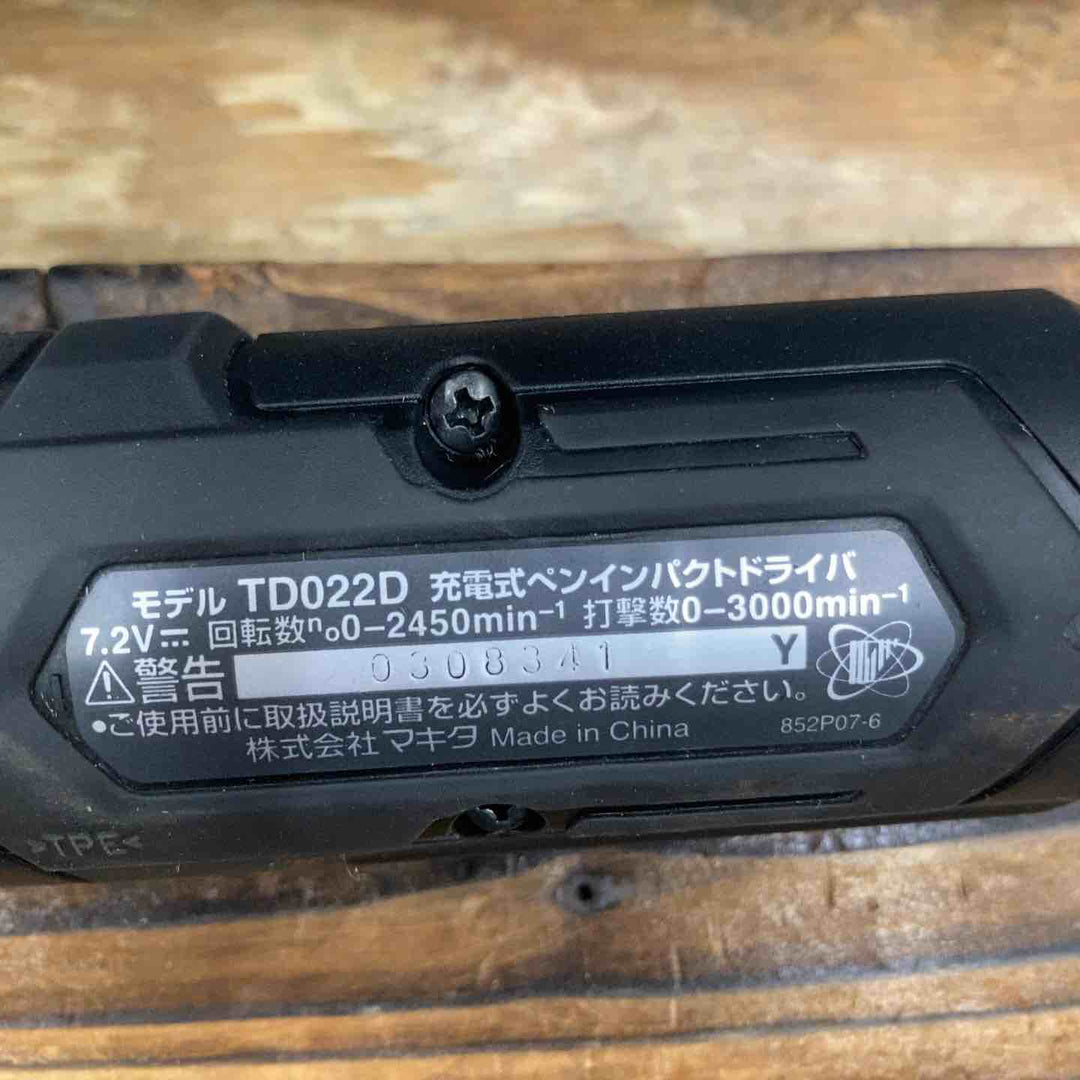 モデル TD022D 充電式ペンインパクトドライバ
7.2V⎓ 回転数 n₀0-2450min⁻¹ 打撃数0-3000min⁻¹
⚠警告 0308341 Y
●ご使用前に取扱説明書を必ずよくお読みください。
株式会社 マキタ Made in China 852P07-6
>TPE<